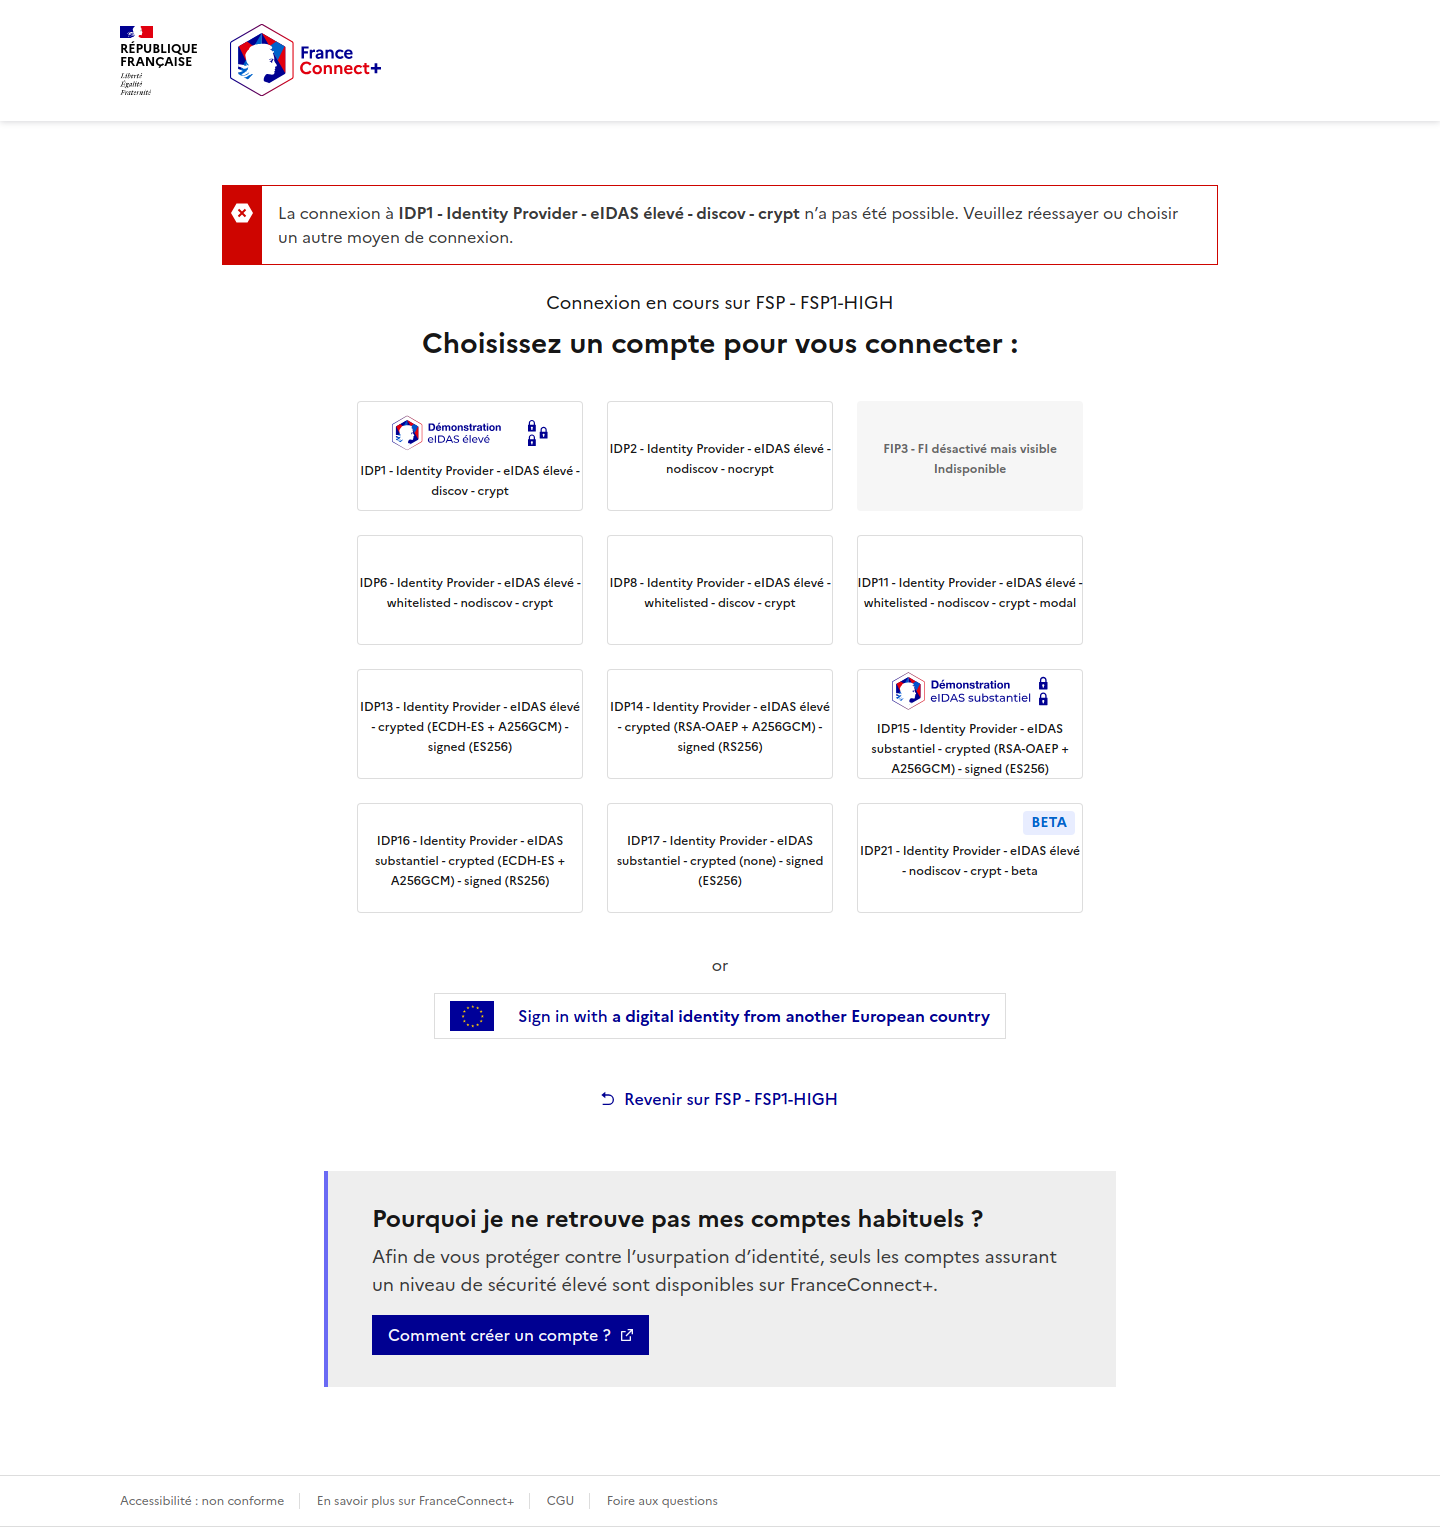 RÉPUBLIQUE
FRANÇAISE
Liberté
Égalité
Fraternité
France
Connect+
La connexion à IDP1 - Identity Provider - eIDAS élevé - discov - crypt n’a pas été possible. Veuillez réessayer ou choisir
un autre moyen de connexion.
Connexion en cours sur FSP - FSP1-HIGH
Choisissez un compte pour vous connecter :
Démonstration
eIDAS élevé
IDP1 - Identity Provider - eIDAS élevé -
discov - crypt
IDP2 - Identity Provider - eIDAS élevé -
nodiscov - nocrypt
FIP3 - FI désactivé mais visible
Indisponible
IDP6 - Identity Provider - eIDAS élevé -
whitelisted - nodiscov - crypt
IDP8 - Identity Provider - eIDAS élevé -
whitelisted - discov - crypt
IDP11 - Identity Provider - eIDAS élevé -
whitelisted - nodiscov - crypt - modal
IDP13 - Identity Provider - eIDAS élevé
- crypted (ECDH-ES + A256GCM) -
signed (ES256)
IDP14 - Identity Provider - eIDAS élevé
- crypted (RSA-OAEP + A256GCM) -
signed (RS256)
Démonstration
eIDAS substantiel
IDP15 - Identity Provider - eIDAS
substantiel - crypted (RSA-OAEP +
A256GCM) - signed (ES256)
IDP16 - Identity Provider - eIDAS
substantiel - crypted (ECDH-ES +
A256GCM) - signed (RS256)
IDP17 - Identity Provider - eIDAS
substantiel - crypted (none) - signed
(ES256)
BETA
IDP21 - Identity Provider - eIDAS élevé
- nodiscov - crypt - beta
or
Sign in with a digital identity from another European country
Revenir sur FSP - FSP1-HIGH
Pourquoi je ne retrouve pas mes comptes habituels ?
Afin de vous protéger contre l’usurpation d’identité, seuls les comptes assurant
un niveau de sécurité élevé sont disponibles sur FranceConnect+.
Comment créer un compte ?
Accessibilité : non conforme
En savoir plus sur FranceConnect+
CGU
Foire aux questions